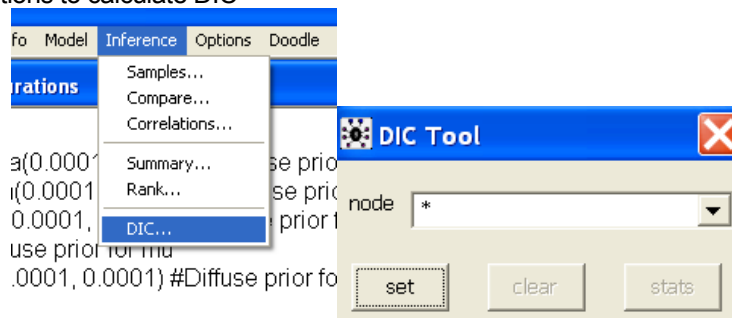 tions to calculate DIC
fo Model Inference Options Doodle
Samples...
urations
Compare...
Correlations...
DIC Tool
a(0.0001
Summary...
se prio
(0.0001
Rank...
se pric
node *
0.0001,
DIC...
prior f
use prior for mu
.0001, 0.0001) #Diffuse prior fo
set clear stats